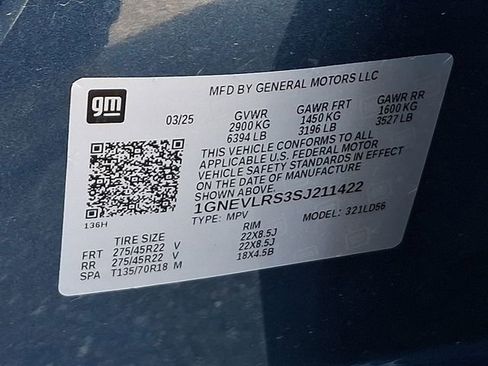 MFD BY GENERAL MOTORS LLC
gm
03/25 GVWR GAWR FRT GAWR RR
2900 KG 1450 KG 1600 KG
6394 LB 3196 LB 3527 LB
THIS VEHICLE CONFORMS TO ALL
APPLICABLE U.S. FEDERAL MOTOR
VEHICLE SAFETY STANDARDS IN EFFECT
ON THE DATE OF MANUFACTURE
SHOWN ABOVE.
1GNEVLRS3SJ211422
136H
TYPE: MPV MODEL: 321LD56
TIRE SIZE RIM
FRT 275/45R22 V 22X8.5J
RR 275/45R22 V 22X8.5J
SPA T135/70R18 M 18X4.5B